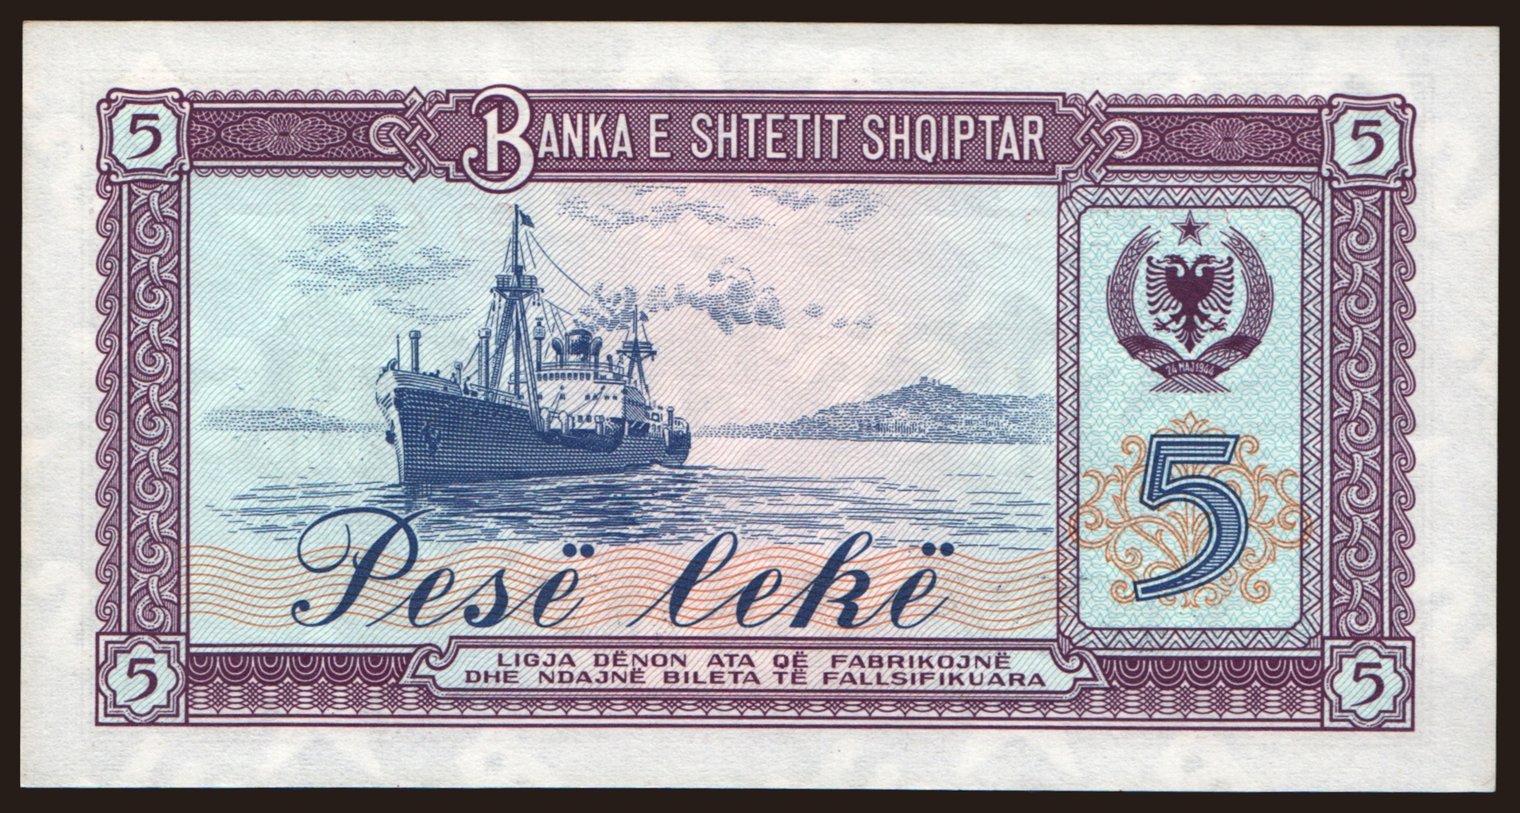 5
BANKA E SHTETIT SHQIPTAR
5
24 MAJ 1944
5
Pesë lekë
5
LIGJA DËNON ATA QË FABRIKOJNË
DHE NDAJNË BILETA TË FALLSIFIKUARA
5